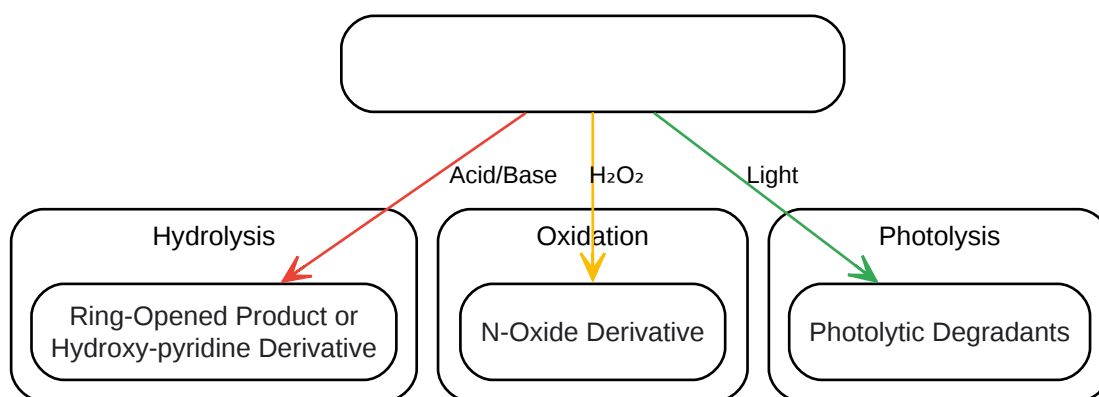 Acid/Base
H₂O₂
Light
Hydrolysis
Oxidation
Photolysis
Ring-Opened Product or
Hydroxy-pyridine Derivative
N-Oxide Derivative
Photolytic Degradants